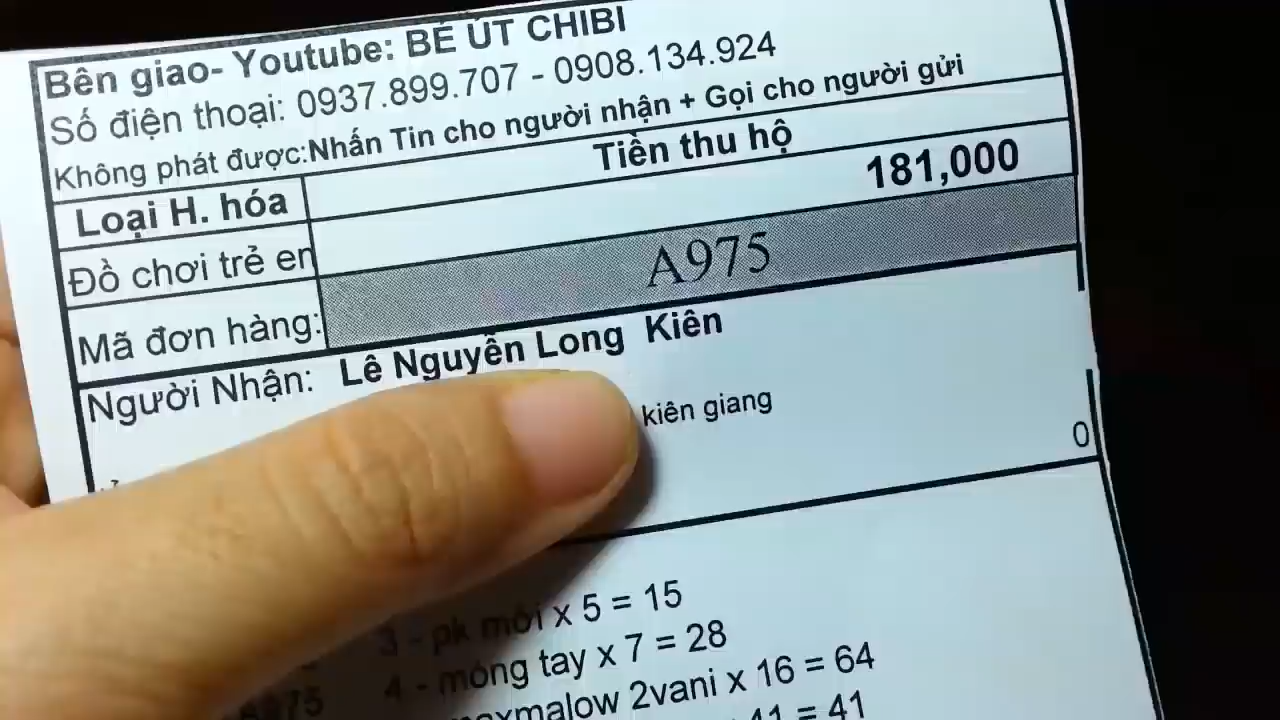 Bên giao- Youtube: BÉ ÚT CHIBI
Số điện thoại: 0937.899.707 - 0908.134.924
Không phát được:Nhấn Tin cho người nhận + Gọi cho người gửi
Loại H. hóa Tiền thu hộ
Đồ chơi trẻ em 181,000
Mã đơn hàng: A975
Người Nhận: Lê Nguyễn Long Kiên
kiên giang
0
3 - pk mới x 5 = 15
4 - móng tay x 7 = 28
2vani x 16 = 64
41 = 41